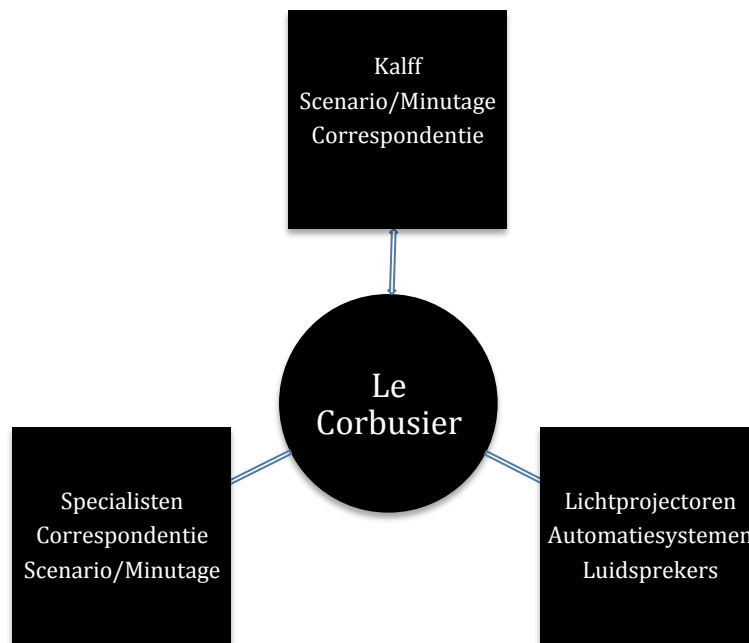 Kalff
Scenario/Minutage
Correspondentie
Le
Corbusier
Specialisten
Correspondentie
Scenario/Minutage
Lichtprojectoren
Automatiesystemen
Luidsprekers